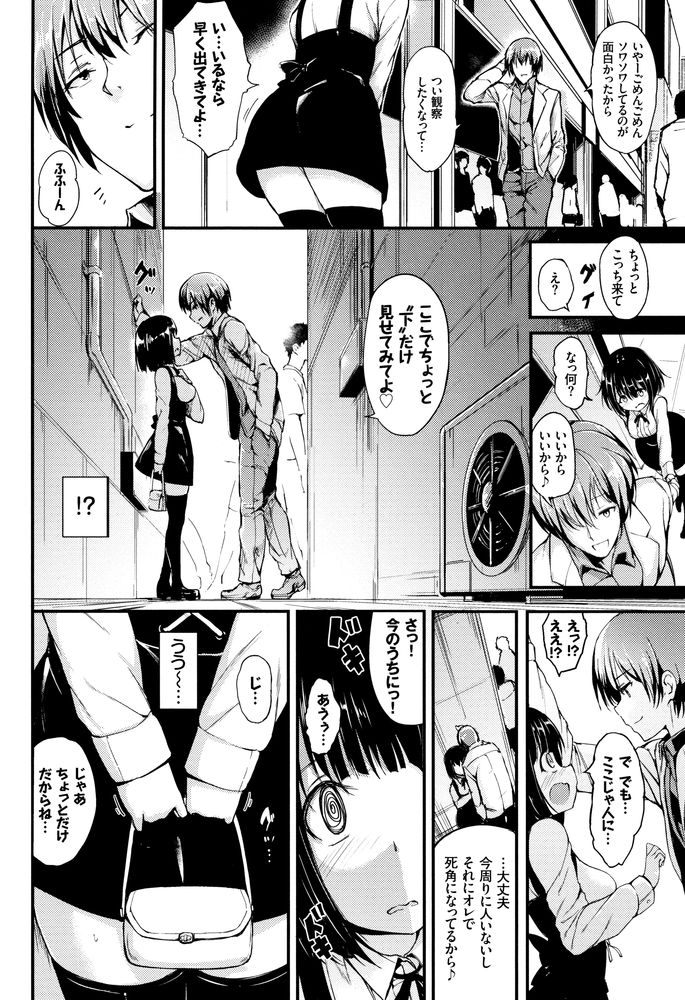 いやーごめんごめん
ソワソワしてるのが
面白かったから
つい観察
したくなって…
い…いるなら
早く出てきてよ…
ふふーん
ちょっと
こっち来て
え？
グイ
なっ何？
いいから
いいから♪
ここでちょっと
〝下〟だけ
見せてみてよ♡
グッ
!?
えっ!?
ええ!?
で でも…
ここじゃ人に…
…大丈夫
今周りに人いないし
それにオレで
死角になってるから♪
さっ！
今のうちにっ！
ドキ
あうぅ…
ドキ
じ…
うう～…
じゃあ
ちょっとだけ
だからね…